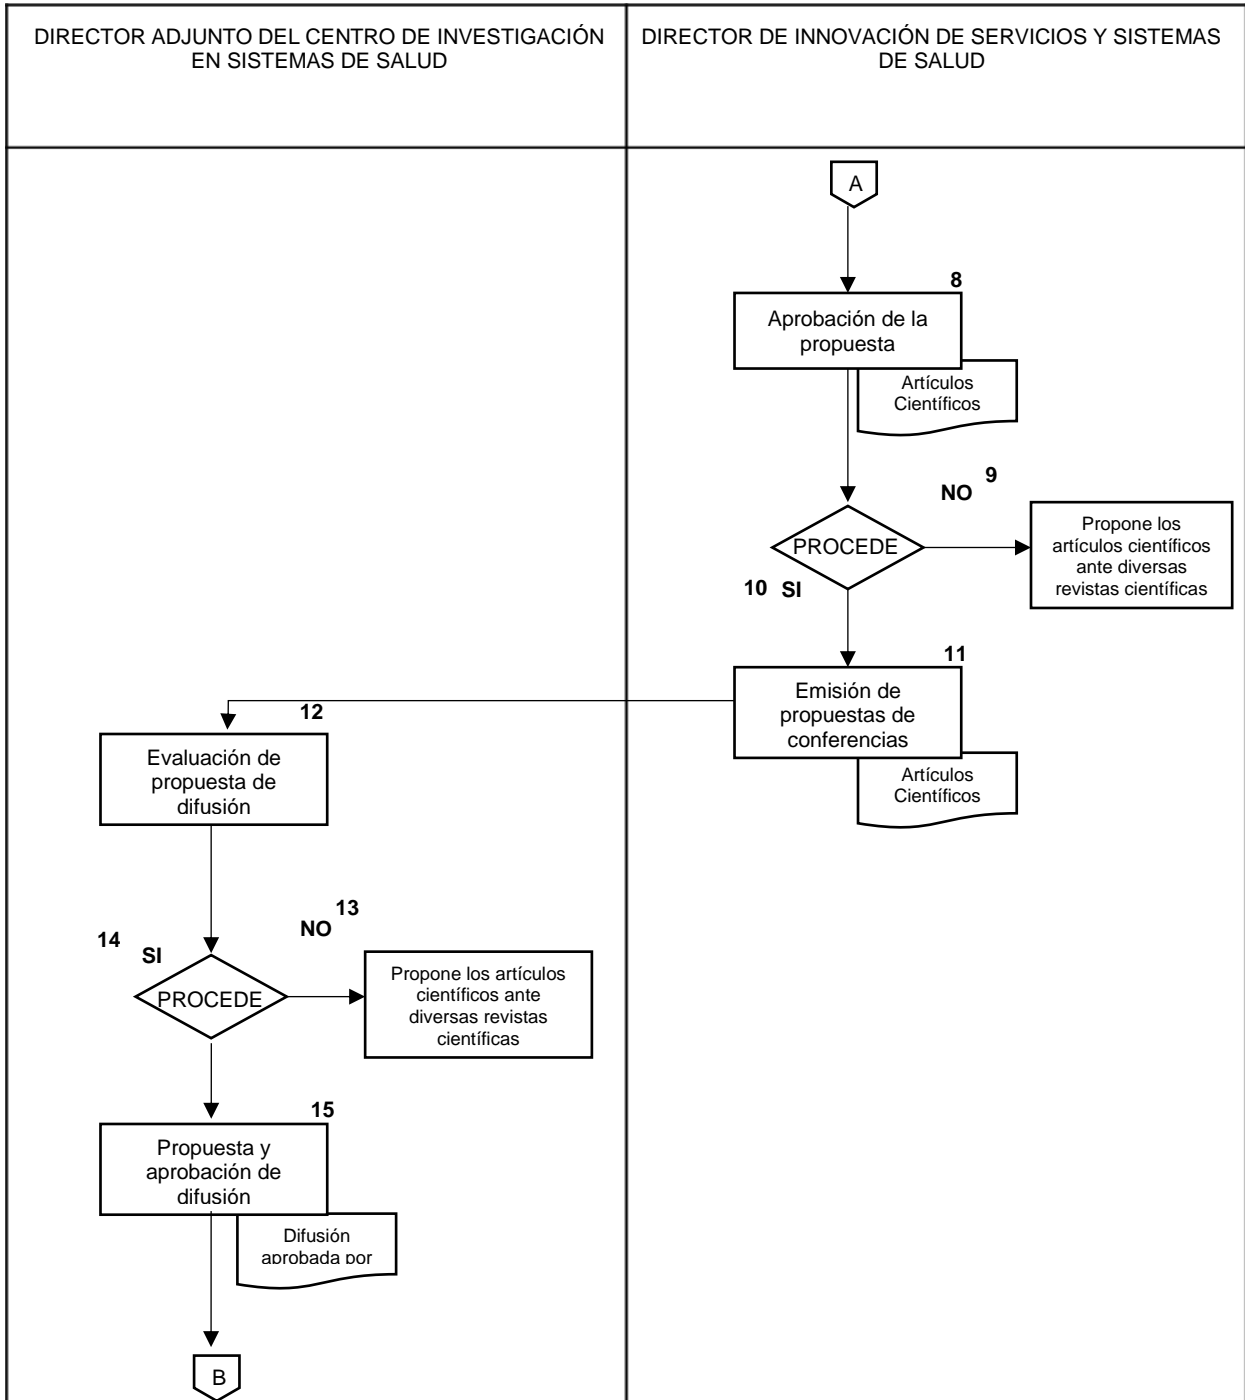 DIRECTOR ADJUNTO DEL CENTRO DE INVESTIGACIÓN
EN SISTEMAS DE SALUD
DIRECTOR DE INNOVACIÓN DE SERVICIOS Y SISTEMAS
DE SALUD
A
8
Aprobación de la
propuesta
Artículos
Científicos
9
NO
PROCEDE
Propone los
artículos científicos
ante diversas
revistas científicas
10 SI
11
Emisión de
propuestas de
conferencias
Artículos
Científicos
12
Evaluación de
propuesta de
difusión
13
NO
14
SI
PROCEDE
Propone los artículos
científicos ante
diversas revistas
científicas
15
Propuesta y
aprobación de
difusión
Difusión
aprobada por
B